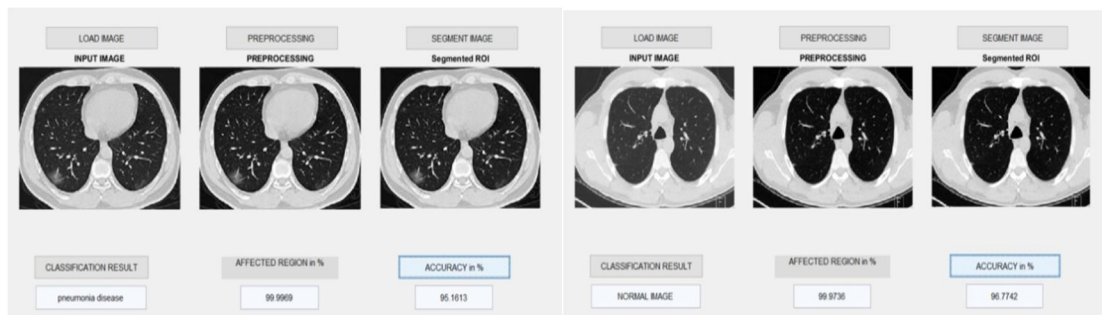 LOAD IMAGE
PREPROCESSING
SEGMENT IMAGE
INPUT IMAGE
PREPROCESSING
Segmented ROI
CLASSIFICATION RESULT
AFFECTED REGION in %
ACCURACY in %
pneumonia disease
99.9969
95.1613
LOAD IMAGE
PREPROCESSING
SEGMENT IMAGE
INPUT IMAGE
PREPROCESSING
Segmented ROI
CLASSIFICATION RESULT
AFFECTED REGION in %
ACCURACY in %
NORMAL IMAGE
99.9736
96.7742